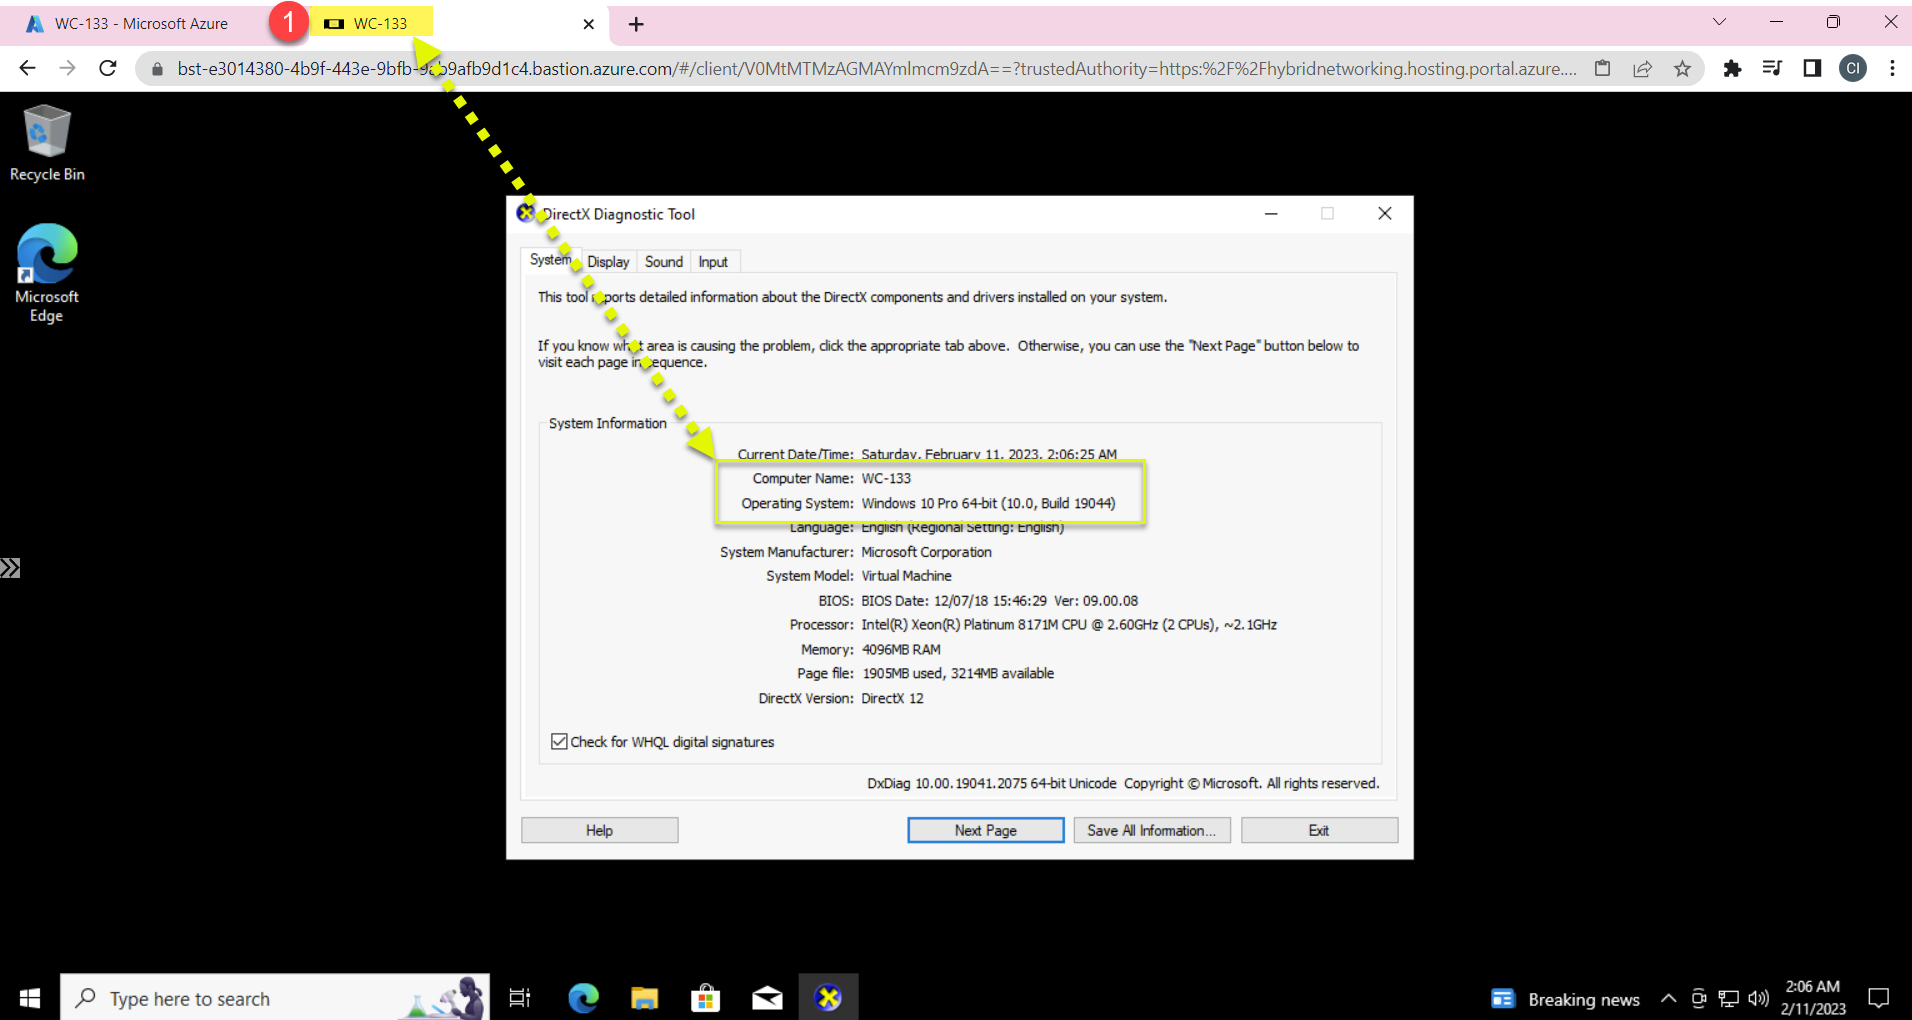 WC-133 - Microsoft Azure
1
WC-133
bst-e3014380-4b9f-443e-9bfb-9ab9afb9d1c4.bastion.azure.com/#/client/V0MtMTMzAGMAYmlmcm9zdA==?trustedAuthority=https:%2F%2Fhybridnetworking.hosting.portal.azure....
CI
Recycle Bin
Microsoft
Edge
DirectX Diagnostic Tool
System
Display
Sound
Input
This tool reports detailed information about the DirectX components and drivers installed on your system.
If you know what area is causing the problem, click the appropriate tab above. Otherwise, you can use the "Next Page" button below to
visit each page in sequence.
System Information
Current Date/Time: Saturday, February 11, 2023, 2:06:25 AM
Computer Name: WC-133
Operating System: Windows 10 Pro 64-bit (10.0, Build 19044)
Language: English (Regional Setting: English)
System Manufacturer: Microsoft Corporation
System Model: Virtual Machine
BIOS: BIOS Date: 12/07/18 15:46:29 Ver: 09.00.08
Processor: Intel(R) Xeon(R) Platinum 8171M CPU @ 2.60GHz (2 CPUs), ~2.1GHz
Memory: 4096MB RAM
Page file: 1905MB used, 3214MB available
DirectX Version: DirectX 12
Check for WHQL digital signatures
DxDiag 10.00.19041.2075 64-bit Unicode Copyright © Microsoft. All rights reserved.
Help
Next Page
Save All Information...
Exit
Type here to search
Breaking news
2:06 AM
2/11/2023